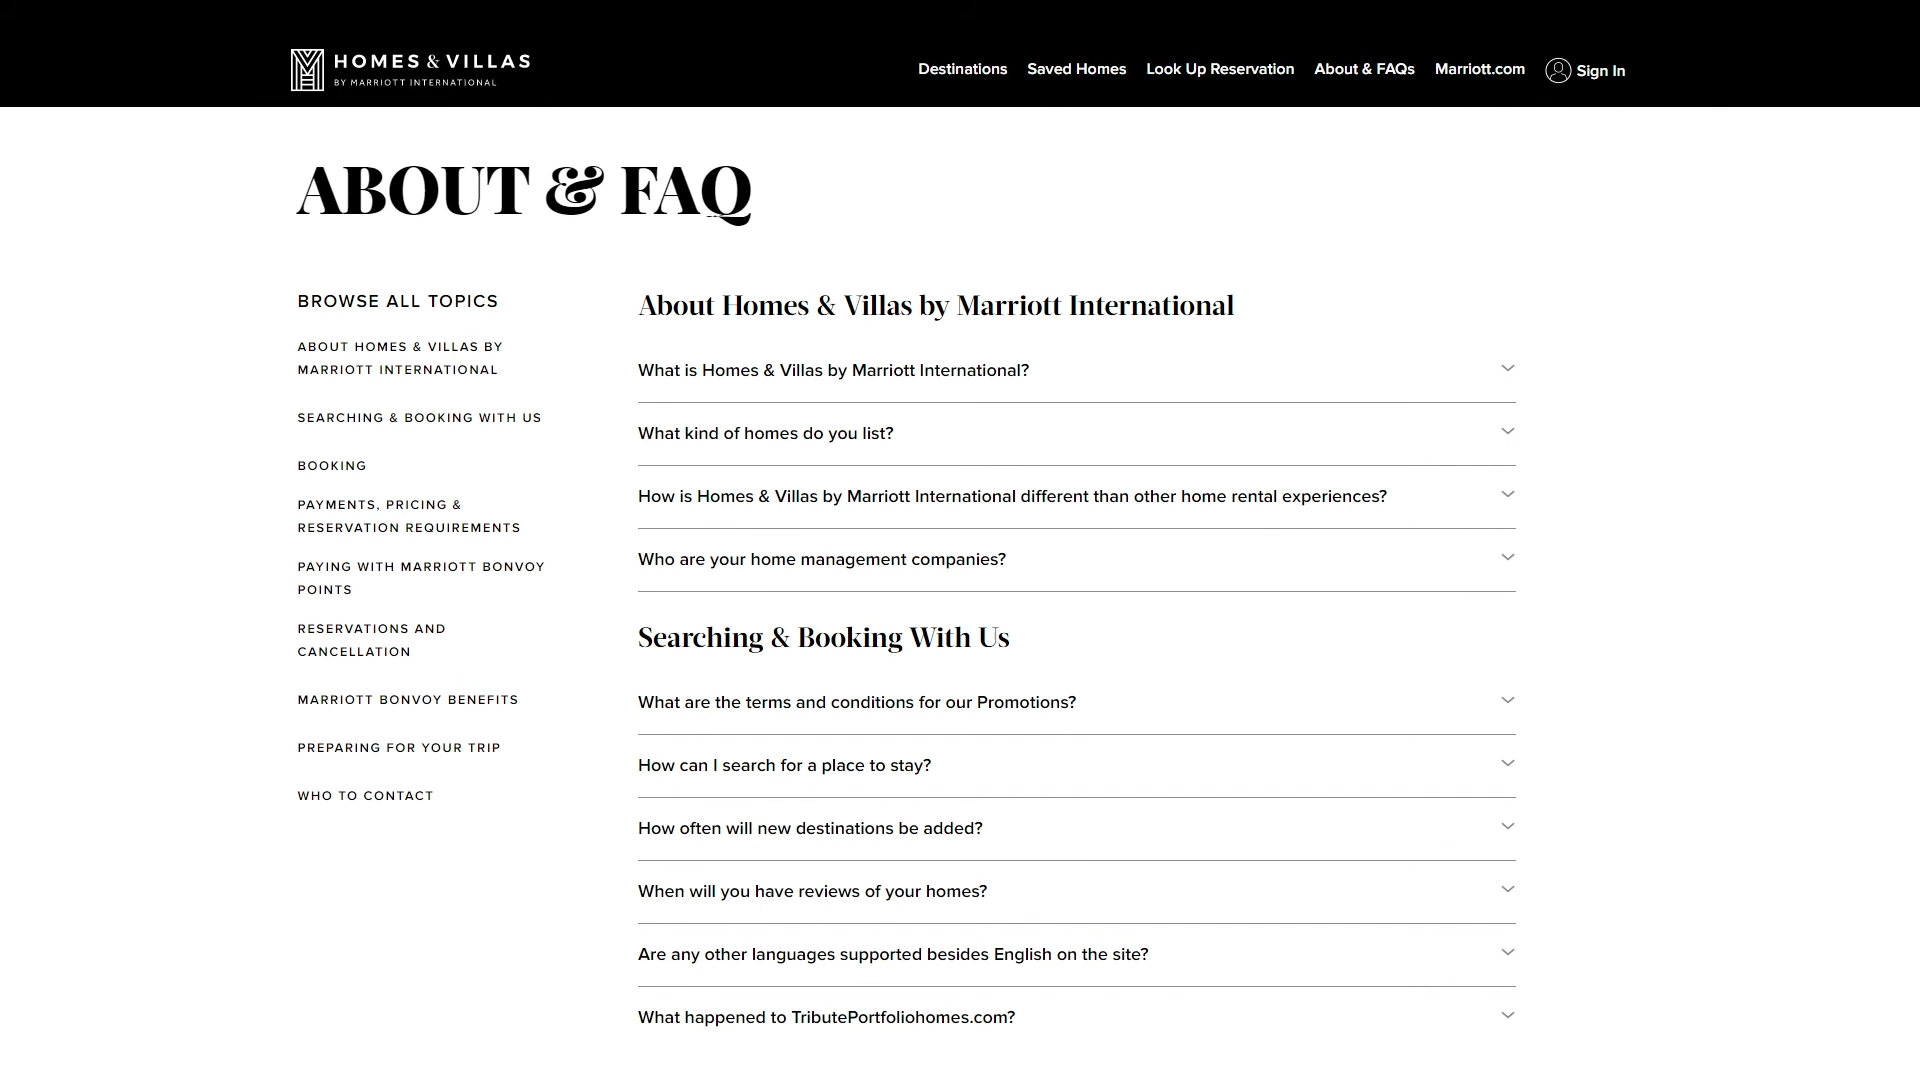 HOMES & VILLAS
BY MARRIOTT INTERNATIONAL
Destinations
Saved Homes
Look Up Reservation
About & FAQs
Marriott.com
Sign In
ABOUT & FAQ
BROWSE ALL TOPICS
ABOUT HOMES & VILLAS BY
MARRIOTT INTERNATIONAL
SEARCHING & BOOKING WITH US
BOOKING
PAYMENTS, PRICING &
RESERVATION REQUIREMENTS
PAYING WITH MARRIOTT BONVOY
POINTS
RESERVATIONS AND
CANCELLATION
MARRIOTT BONVOY BENEFITS
PREPARING FOR YOUR TRIP
WHO TO CONTACT
About Homes & Villas by Marriott International
What is Homes & Villas by Marriott International?
What kind of homes do you list?
How is Homes & Villas by Marriott International different than other home rental experiences?
Who are your home management companies?
Searching & Booking With Us
What are the terms and conditions for our Promotions?
How can I search for a place to stay?
How often will new destinations be added?
When will you have reviews of your homes?
Are any other languages supported besides English on the site?
What happened to TributePortfoliohomes.com?